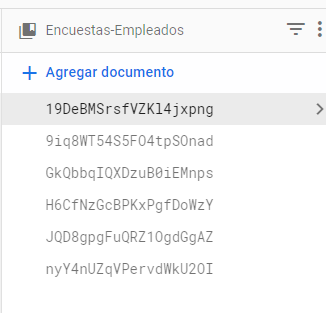 Encuestas-Empleados
Agregar documento
19DeBMSrsfVZKl4jxpng
9iq8WT54S5FO4tpSOnad
GkQbbqIQXDzuB0iEMnps
H6CfNzGcBPKxPgfDoWzY
JQD8gpgFuQRZ1OgdGgAZ
nyY4nUZqVPervdWkU2OI